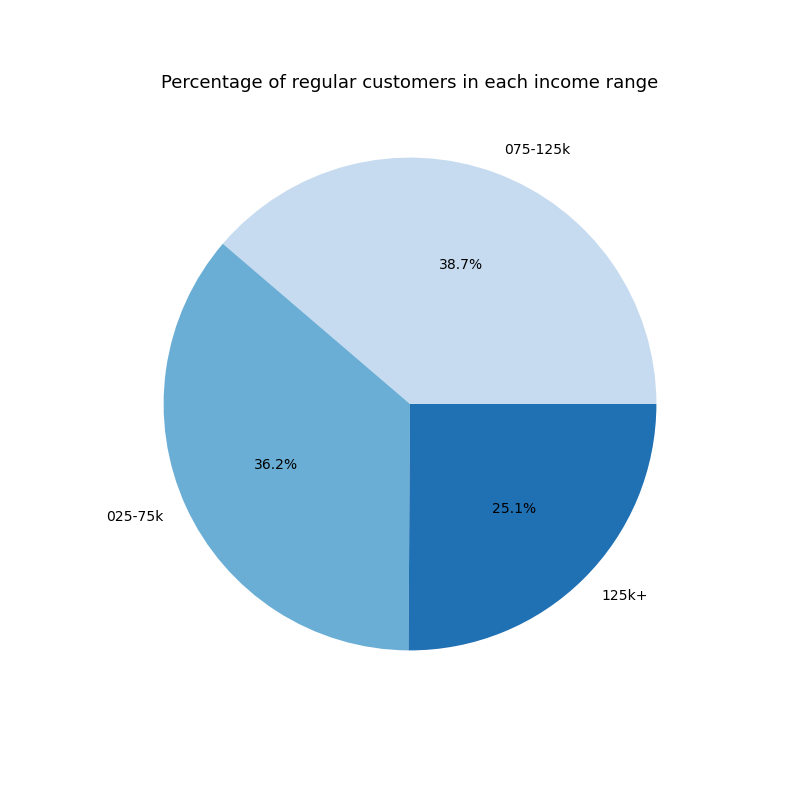 Percentage of regular customers in each income range
075-125k
38.7%
36.2%
025-75k
25.1%
125k+